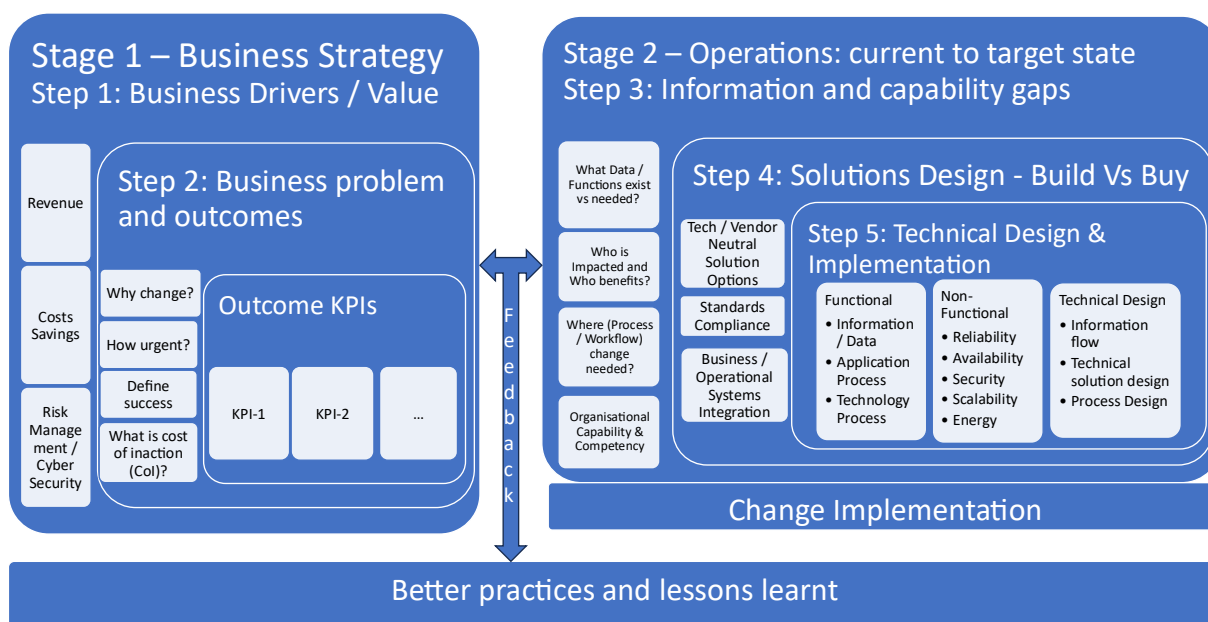 Stage 1 – Business Strategy
Step 1: Business Drivers / Value
Revenue
Costs
Savings
Risk
Manage
ment /
Cyber
Security
Step 2: Business problem
and outcomes
Why change?
How urgent?
Define
success
What is cost
of inaction
(CoI)?
Outcome KPIs
KPI-1
KPI-2
...
F
e
e
d
b
a
c
k
Stage 2 – Operations: current to target state
Step 3: Information and capability gaps
What Data /
Functions exist
vs needed?
Who is
Impacted and
Who benefits?
Where (Process
/ Workflow)
change
needed?
Organisational
Capability &
Competency
Step 4: Solutions Design - Build Vs Buy
Tech / Vendor
Neutral
Solution
Options
Standards
Compliance
Business /
Operational
Systems
Integration
Step 5: Technical Design &
Implementation
Functional
• Information
/ Data
• Application
Process
• Technology
Process
Non-
Functional
• Reliability
• Availability
• Security
• Scalability
• Energy
Technical Design
• Information
flow
• Technical
solution design
• Process Design
Change Implementation
Better practices and lessons learnt